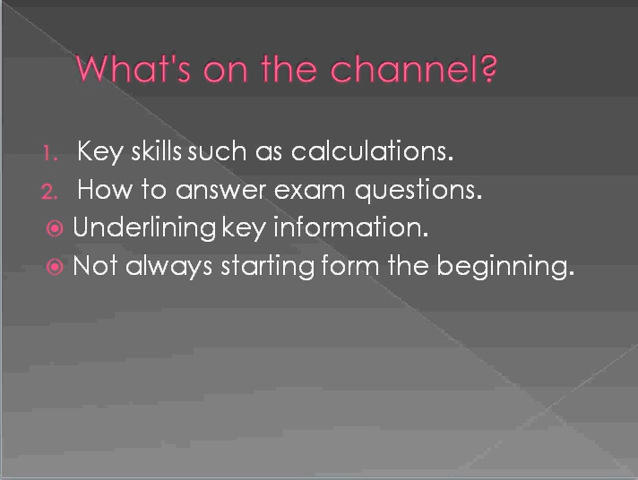 What's on the channel?
1. Key skills such as calculations.
2. How to answer exam questions.
Underlining key information.
Not always starting form the beginning.